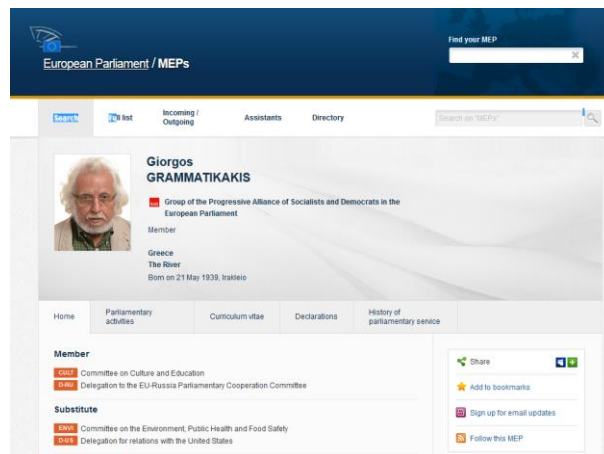 Find your MEP
European Parliament / MEPs
Search
Full list
Incoming /
Outgoing
Assistants
Directory
Search on "MEPs"
Giorgos
GRAMMATIKAKIS
Group of the Progressive Alliance of Socialists and Democrats in the
European Parliament
Member
Greece
The River
Born on 21 May 1939, Irakleio
Home
Parliamentary
activities
Curriculum vitae
Declarations
History of
parliamentary service
Member
CULT Committee on Culture and Education
D-RU Delegation to the EU-Russia Parliamentary Cooperation Committee
Substitute
ENVI Committee on the Environment, Public Health and Food Safety
D-US Delegation for relations with the United States
Share
Add to bookmarks
Sign up for email updates
Follow this MEP